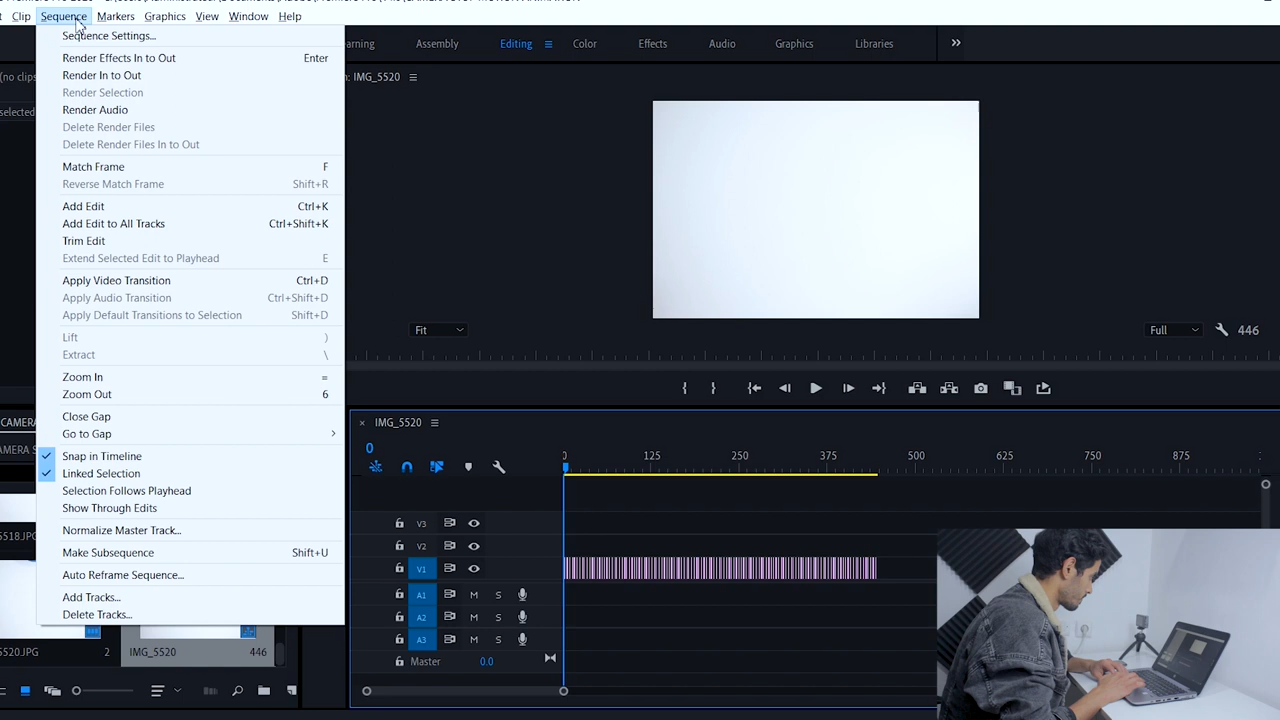 Clip Sequence Markers Graphics View Window Help
Sequence Settings...
Render Effects In to Out Enter
Render In to Out
Render Selection
Render Audio
Delete Render Files
Delete Render Files In to Out
Match Frame F
Reverse Match Frame Shift+R
Add Edit Ctrl+K
Add Edit to All Tracks Ctrl+Shift+K
Trim Edit
Extend Selected Edit to Playhead E
Apply Video Transition Ctrl+D
Apply Audio Transition Ctrl+Shift+D
Apply Default Transitions to Selection Shift+D
Lift )
Extract \
Zoom In =
Zoom Out 6
Close Gap
Go to Gap
Snap in Timeline
Linked Selection
Selection Follows Playhead
Show Through Edits
Normalize Master Track...
Make Subsequence Shift+U
Auto Reframe Sequence...
Add Tracks...
Delete Tracks...
arning Assembly Editing Color Effects Audio Graphics Libraries
(no clips
: IMG_5520
selected
Fit Full 446
CAMERA
CAMERA S
518.JPG
520.JPG 2 IMG_5520 446
IMG_5520
0
0 125 250 375 500 625 750 875
V3
V2
V1
A1 M S
A2 M S
A3 M S
Master 0.0